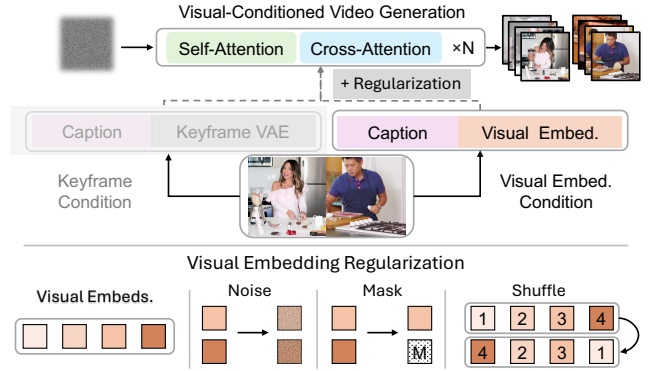 Visual-Conditioned Video Generation
Self-Attention Cross-Attention ×N
+ Regularization
Caption Keyframe VAE Caption Visual Embed.
Keyframe
Condition
Visual Embed.
Condition
Visual Embedding Regularization
Visual Embeds.
Noise
Mask
M
Shuffle
1 2 3 4
4 2 3 1